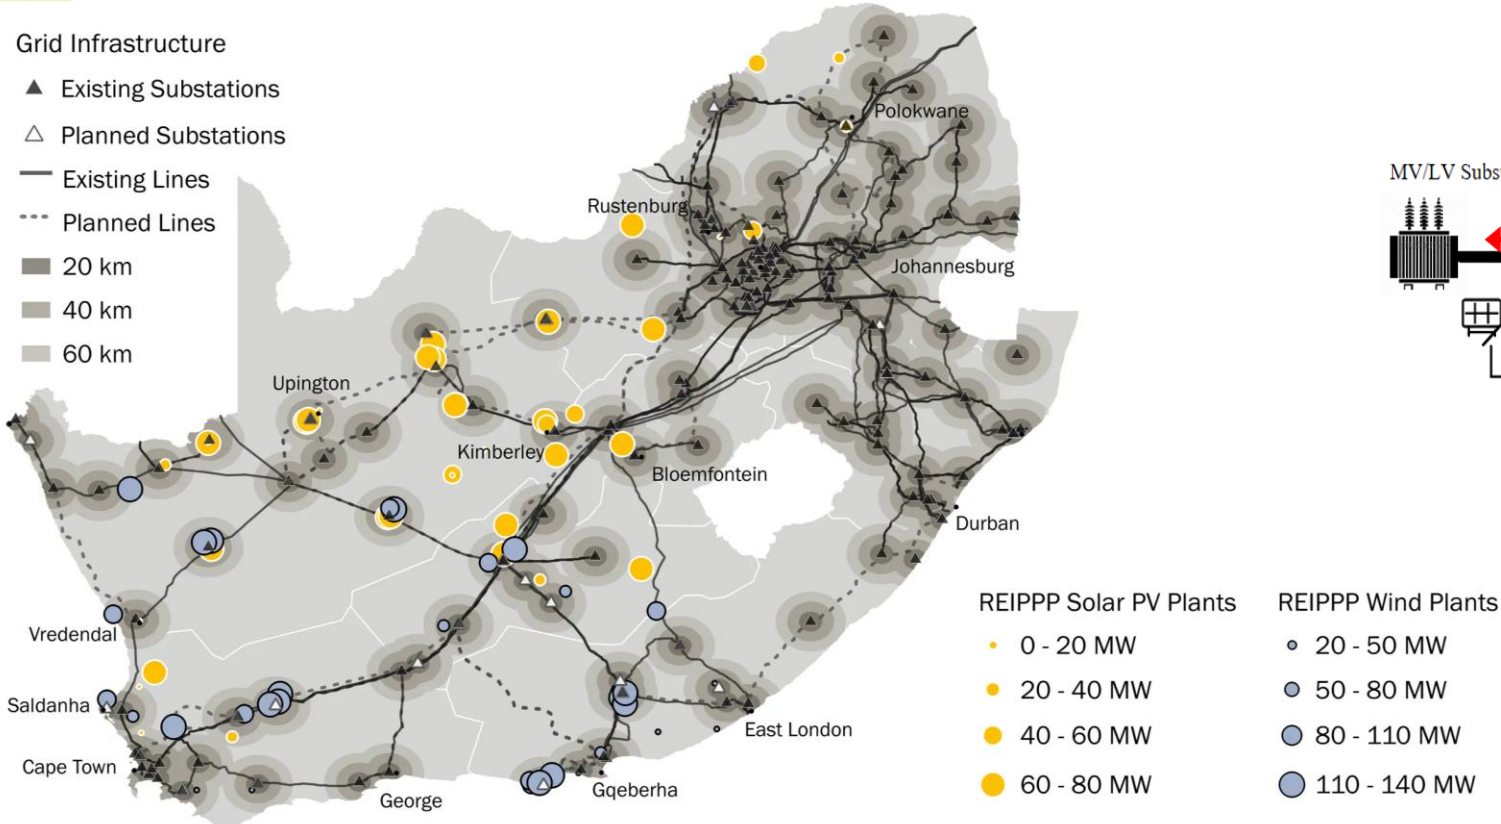 Grid Infrastructure
Existing Substations
Planned Substations
Existing Lines
Planned Lines
20 km
40 km
60 km
Polokwane
MV/LV Subst
Rustenburg
Johannesburg
Upington
Kimberley
Bloemfontein
Durban
Vredendal
Saldanha
East London
Cape Town
Gqeberha
George
REIPPP Solar PV Plants
0 - 20 MW
20 - 40 MW
40 - 60 MW
60 - 80 MW
REIPPP Wind Plants
20 - 50 MW
50 - 80 MW
80 - 110 MW
110 - 140 MW